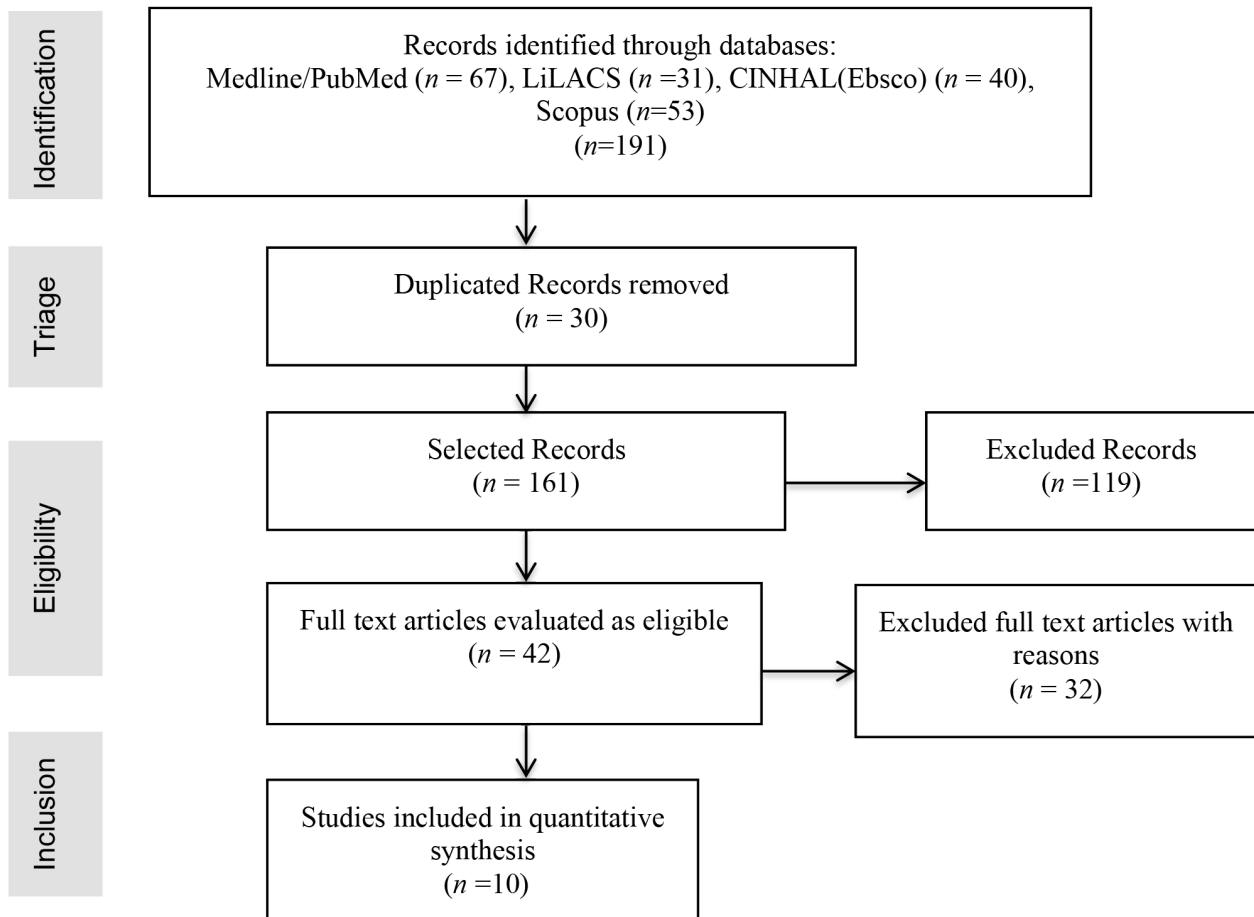 Identification
Records identified through databases:
Medline/PubMed (n = 67), LiLACS (n =31), CINHAL(Ebsco) (n = 40),
Scopus (n=53)
(n=191)
Triage
Duplicated Records removed
(n = 30)
Eligibility
Selected Records
(n = 161)
Excluded Records
(n =119)
Full text articles evaluated as eligible
(n = 42)
Excluded full text articles with
reasons
(n = 32)
Inclusion
Studies included in quantitative
synthesis
(n =10)